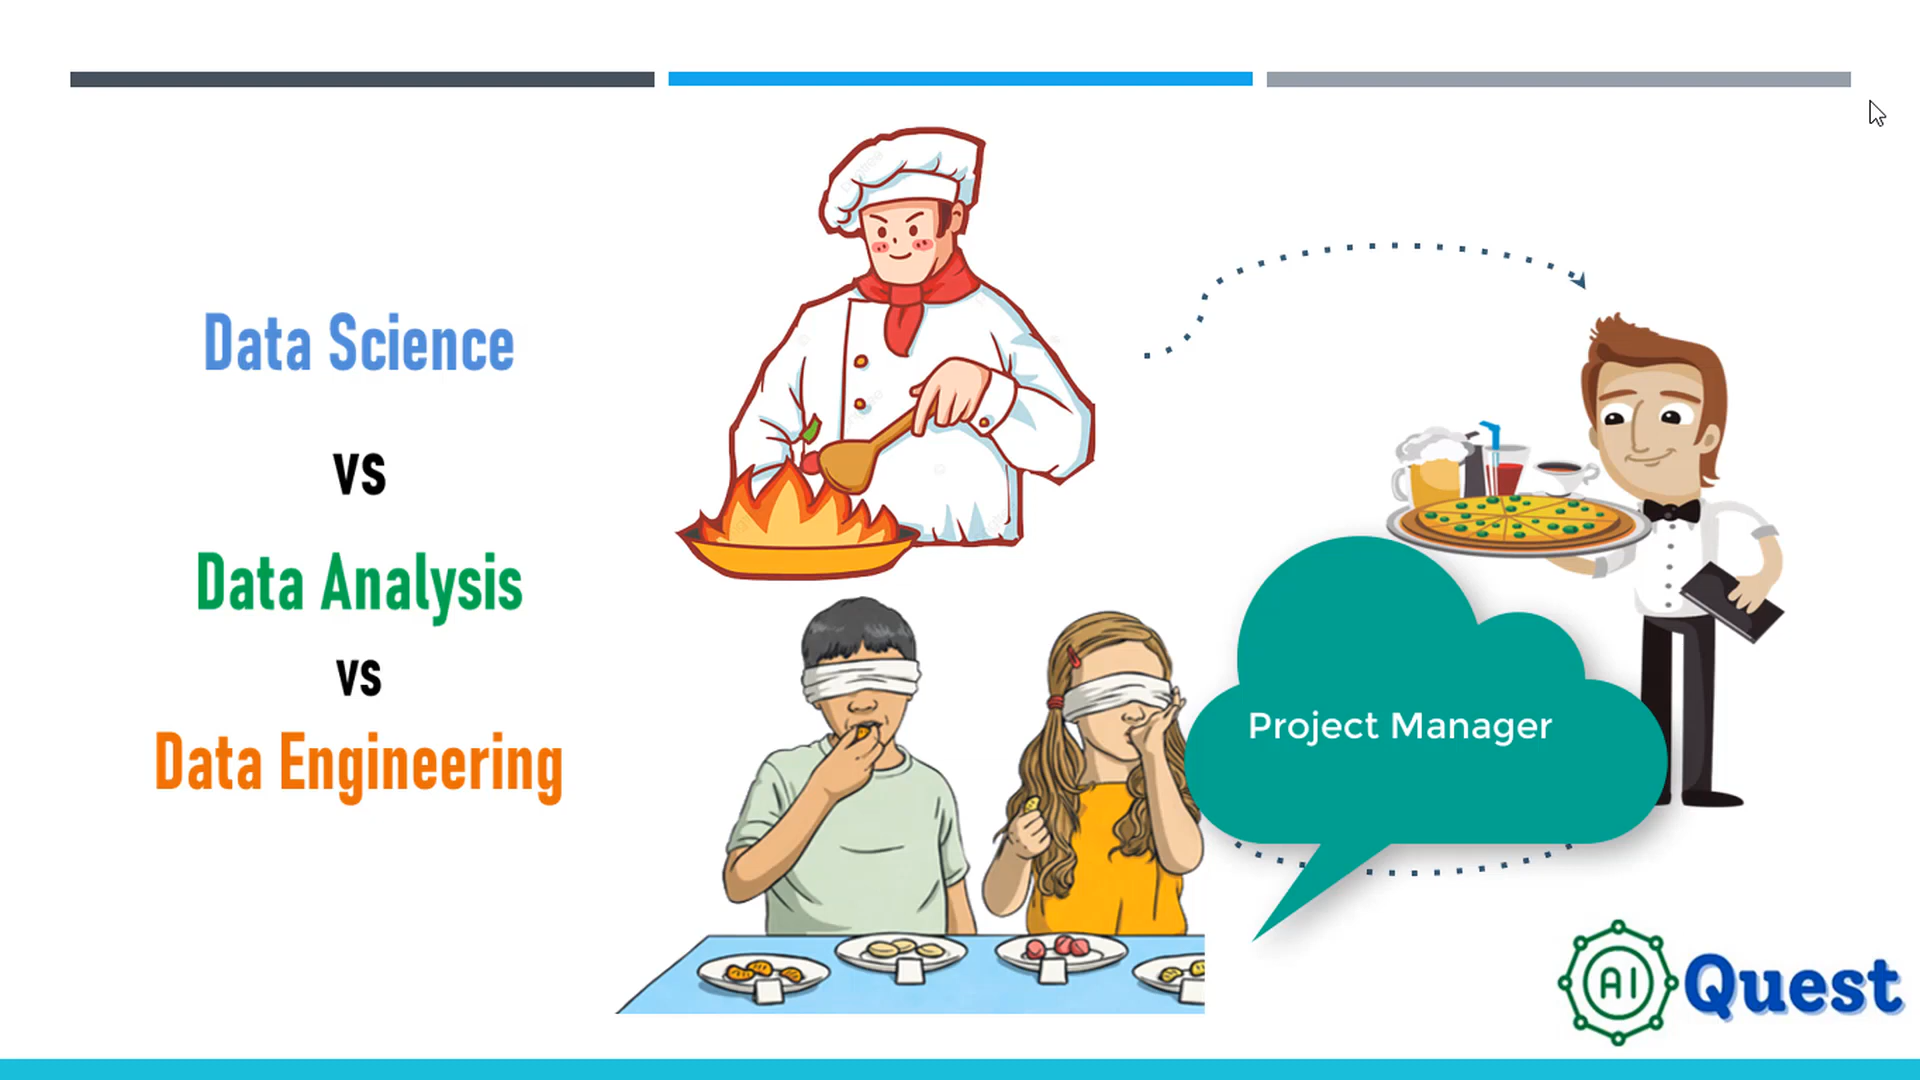 Data Science
vs
Data Analysis
vs
Data Engineering
Project Manager
AI Quest